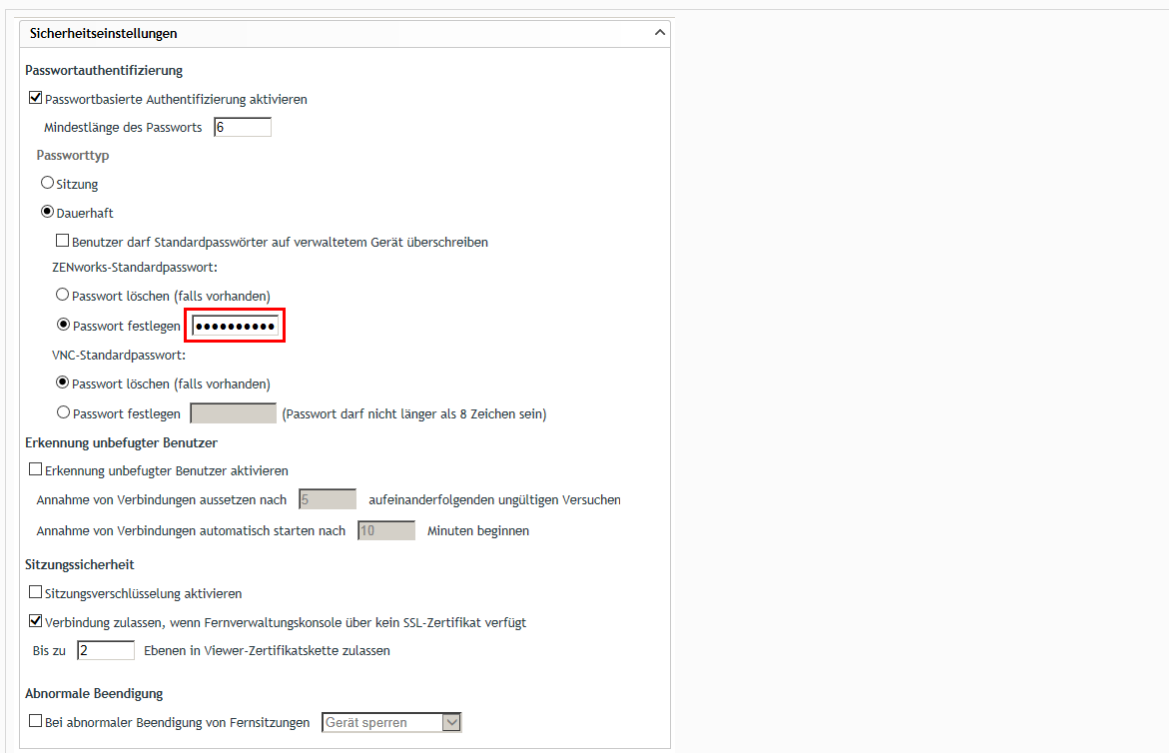 Sicherheitseinstellungen
Passwortauthentifizierung
Passwortbasierte Authentifizierung aktivieren
Mindestlänge des Passworts 6
Passworttyp
Sitzung
Dauerhaft
Benutzer darf Standardpasswörter auf verwaltetem Gerät überschreiben
ZENworks-Standardpasswort:
Passwort löschen (falls vorhanden)
Passwort festlegen ●●●●●●●●●●
VNC-Standardpasswort:
Passwort löschen (falls vorhanden)
Passwort festlegen (Passwort darf nicht länger als 8 Zeichen sein)
Erkennung unbefugter Benutzer
Erkennung unbefugter Benutzer aktivieren
Annahme von Verbindungen aussetzen nach 5 aufeinanderfolgenden ungültigen Versuchen
Annahme von Verbindungen automatisch starten nach 10 Minuten beginnen
Sitzungssicherheit
Sitzungsverschlüsselung aktivieren
Verbindung zulassen, wenn Fernverwaltungskonsole über kein SSL-Zertifikat verfügt
Bis zu 2 Ebenen in Viewer-Zertifikatskette zulassen
Abnormale Beendigung
Bei abnormaler Beendigung von Fernsitzungen Gerät sperren